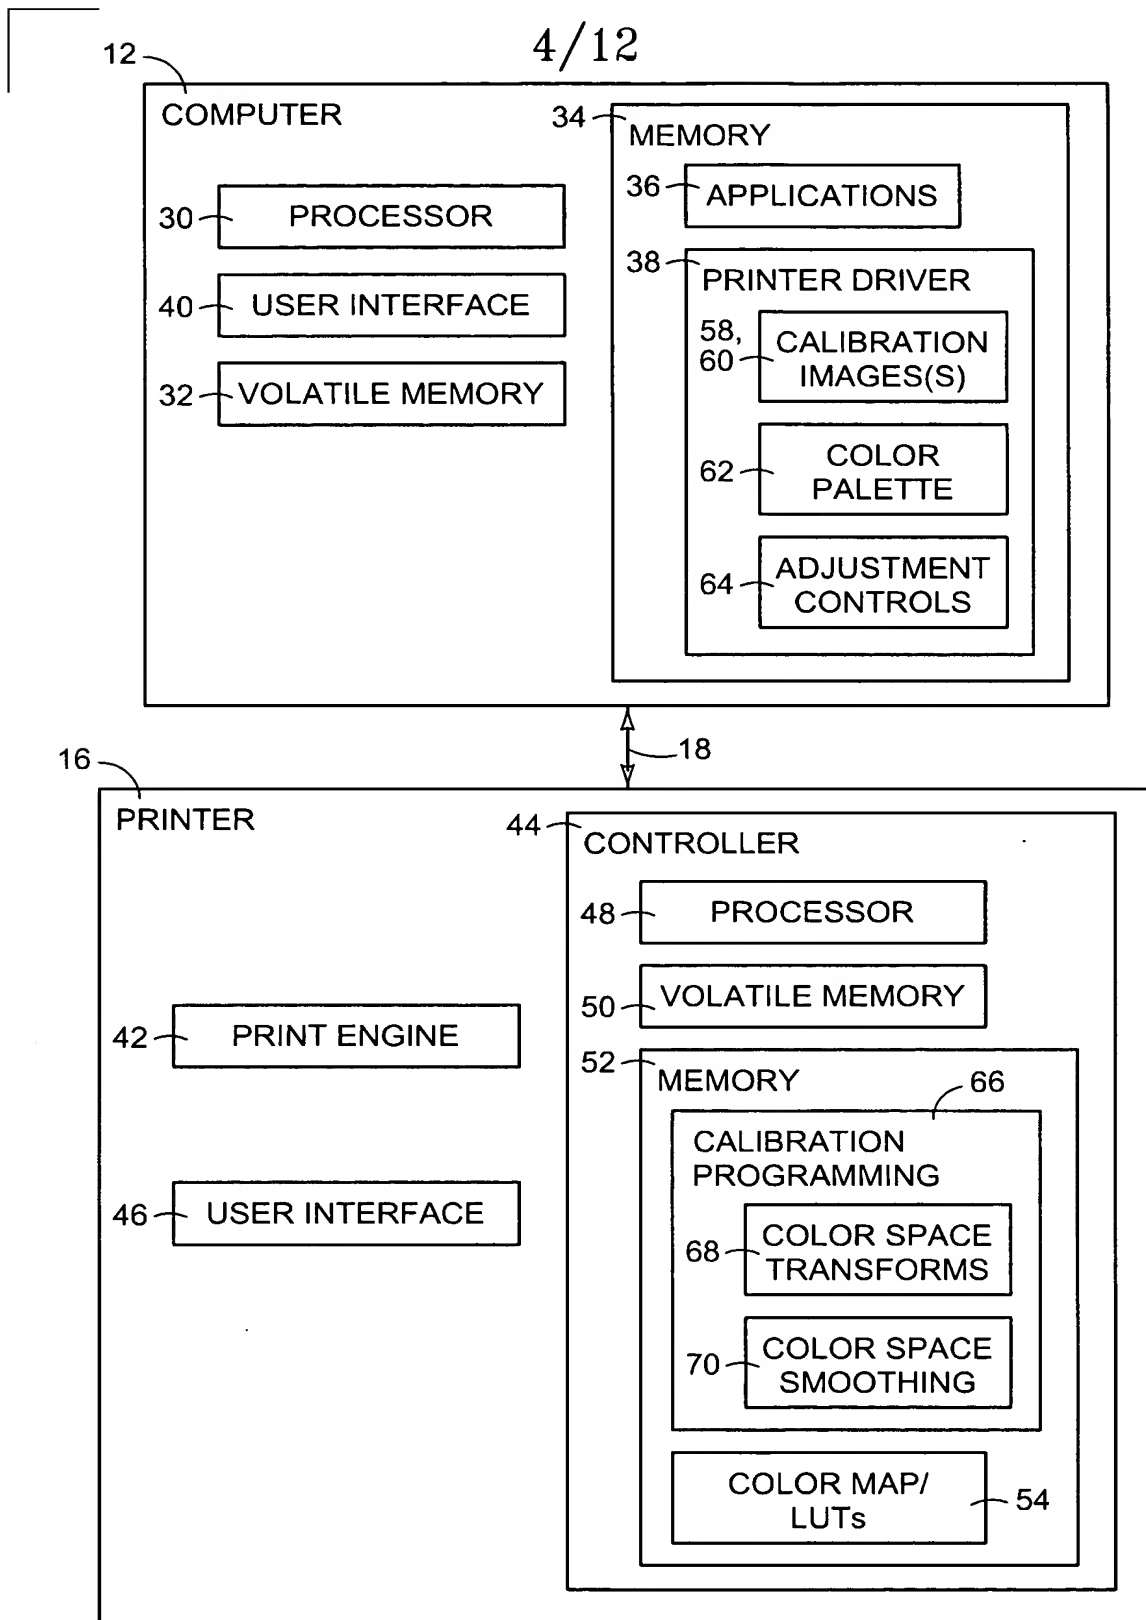 4/12
12
COMPUTER
30
PROCESSOR
40
USER INTERFACE
32
VOLATILE MEMORY
34
MEMORY
36
APPLICATIONS
38
PRINTER DRIVER
58,
60
CALIBRATION
IMAGES(S)
62
COLOR
PALETTE
64
ADJUSTMENT
CONTROLS
18
16
PRINTER
42
PRINT ENGINE
46
USER INTERFACE
44
CONTROLLER
48
PROCESSOR
50
VOLATILE MEMORY
52
MEMORY
66
CALIBRATION
PROGRAMMING
68
COLOR SPACE
TRANSFORMS
70
COLOR SPACE
SMOOTHING
COLOR MAP/
LUTs
54